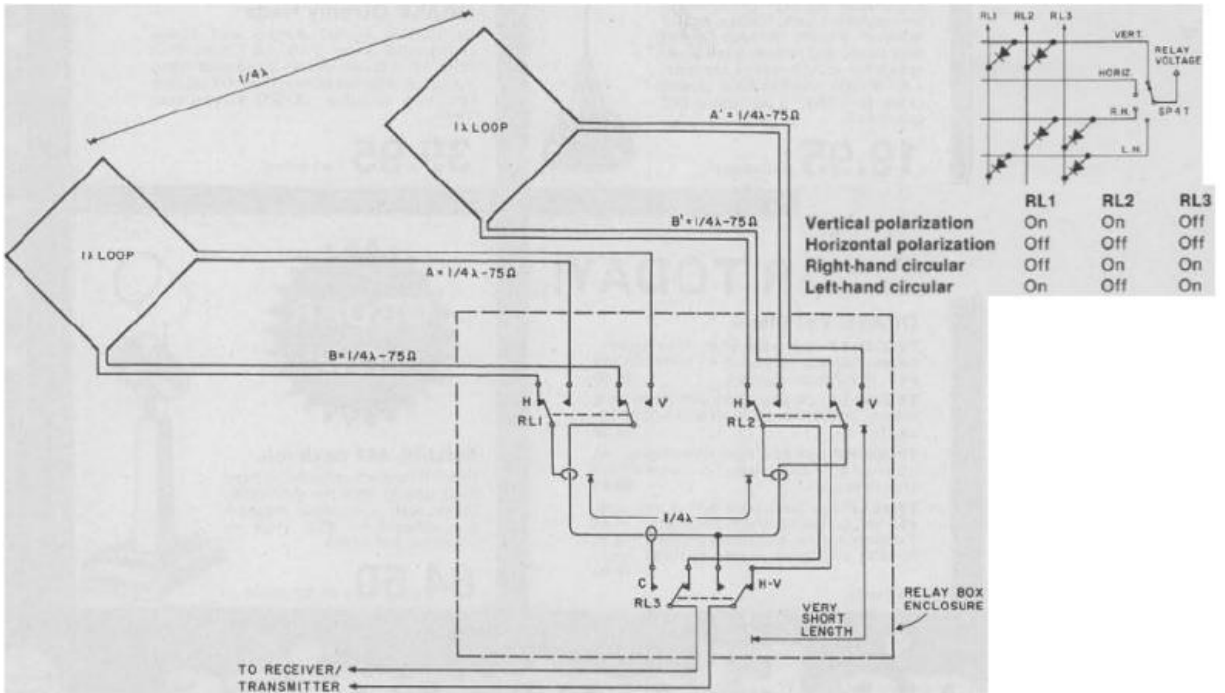 1/4λ
1λ LOOP
1λ LOOP
A' = 1/4λ-75Ω
B' = 1/4λ-75Ω
A = 1/4λ-75Ω
B = 1/4λ-75Ω
H
V
RL1
H
V
RL2
1/4λ
C
H-V
RL3
VERY
SHORT
LENGTH
RELAY BOX
ENCLOSURE
TO RECEIVER/
TRANSMITTER
RL1 RL2 RL3
VERT.
RELAY
VOLTAGE
HORIZ.
R.H.
SP4T
L.H.
RL1 RL2 RL3
Vertical polarization On On Off
Horizontal polarization Off Off Off
Right-hand circular Off On On
Left-hand circular On Off On